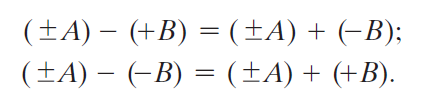 (±A) − (+B) = (±A) + (−B);
(±A) − (−B) = (±A) + (+B).